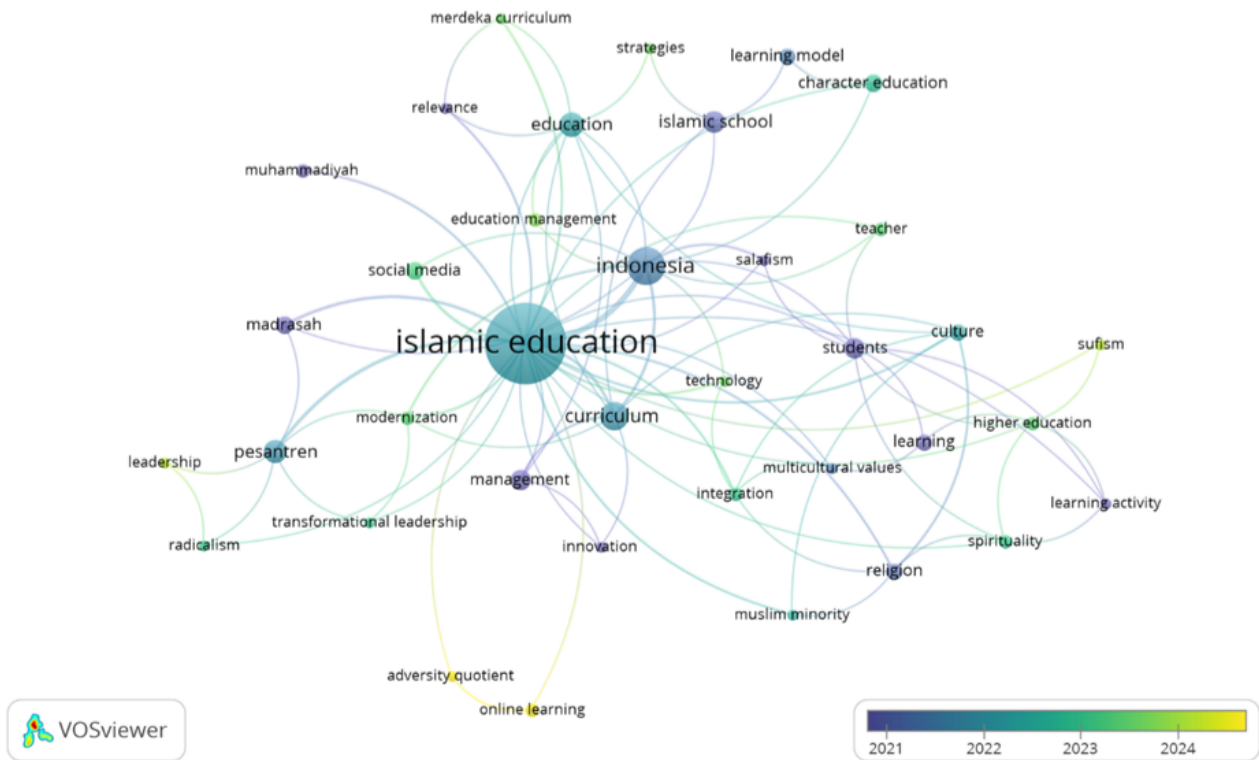 merdeka curriculum
strategies
learning model
character education
relevance
education
islamic school
muhammadiyah
education management
teacher
social media
indonesia
salafism
madrasah
islamic education
students
culture
sufism
technology
modernization
curriculum
higher education
pesantren
learning
leadership
management
multicultural values
integration
learning activity
transformational leadership
radicalism
innovation
spirituality
religion
muslim minority
adversity quotient
online learning
VOSviewer
2021 2022 2023 2024